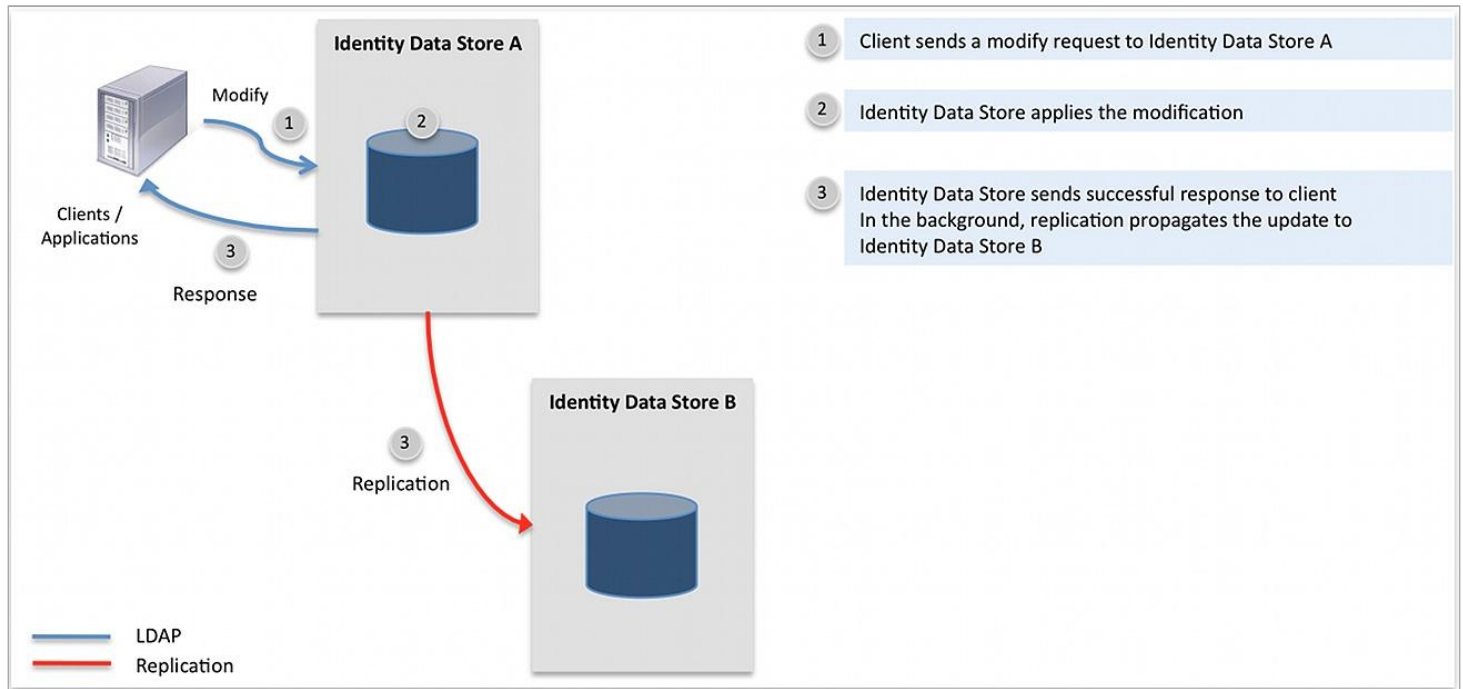 Identity Data Store A
Modify
1
2
Clients /
Applications
3
Response
3
Replication
Identity Data Store B
LDAP
Replication
1 Client sends a modify request to Identity Data Store A
2 Identity Data Store applies the modification
3 Identity Data Store sends successful response to client
In the background, replication propagates the update to
Identity Data Store B